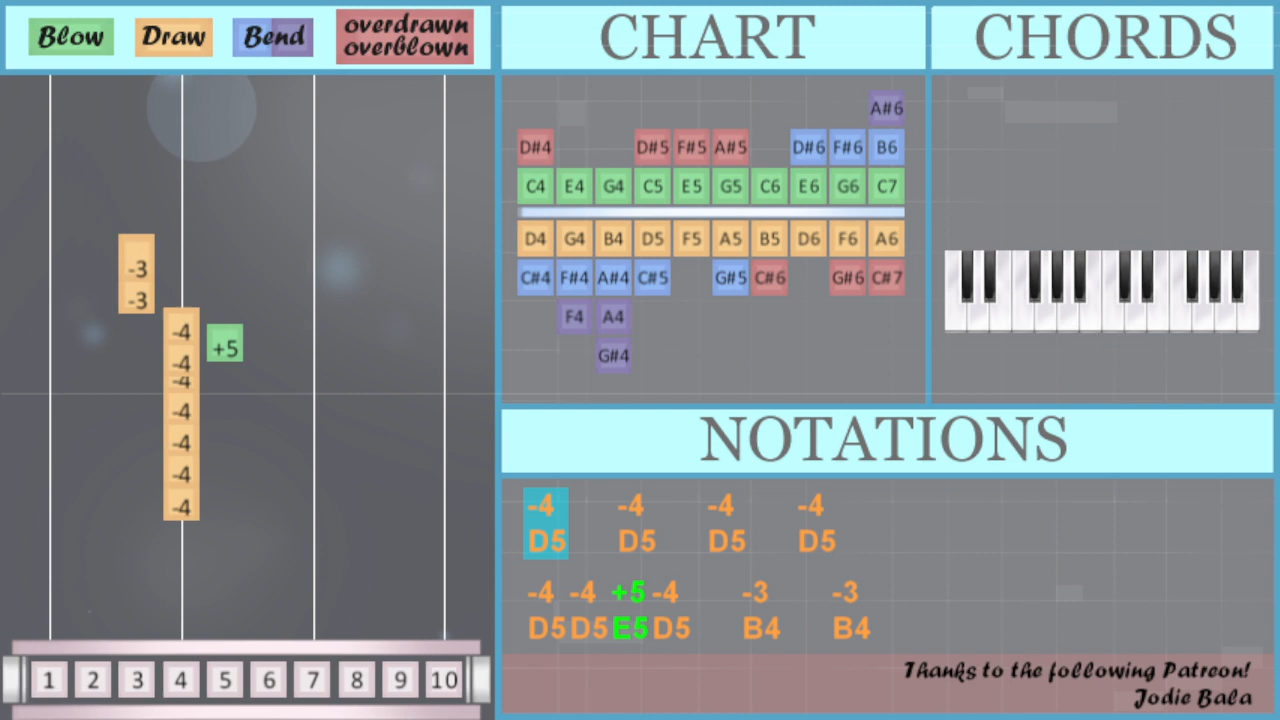 Blow Draw Bend overdrawn
overblown
CHART
CHORDS
A#6
D#4 D#5 F#5 A#5 D#6 F#6 B6
C4 E4 G4 C5 E5 G5 C6 E6 G6 C7
D4 G4 B4 D5 F5 A5 B5 D6 F6 A6
C#4 F#4 A#4 C#5 G#5 C#6 G#6 C#7
F4 A4
G#4
-3
-3
-4
+5
-4
-4
-4
-4
-4
-4
1 2 3 4 5 6 7 8 9 10
NOTATIONS
-4 -4 -4 -4
D5 D5 D5 D5
-4 -4 +5 -4 -3 -3
D5 D5 E5 D5 B4 B4
Thanks to the following Patreon!
Jodie Bala